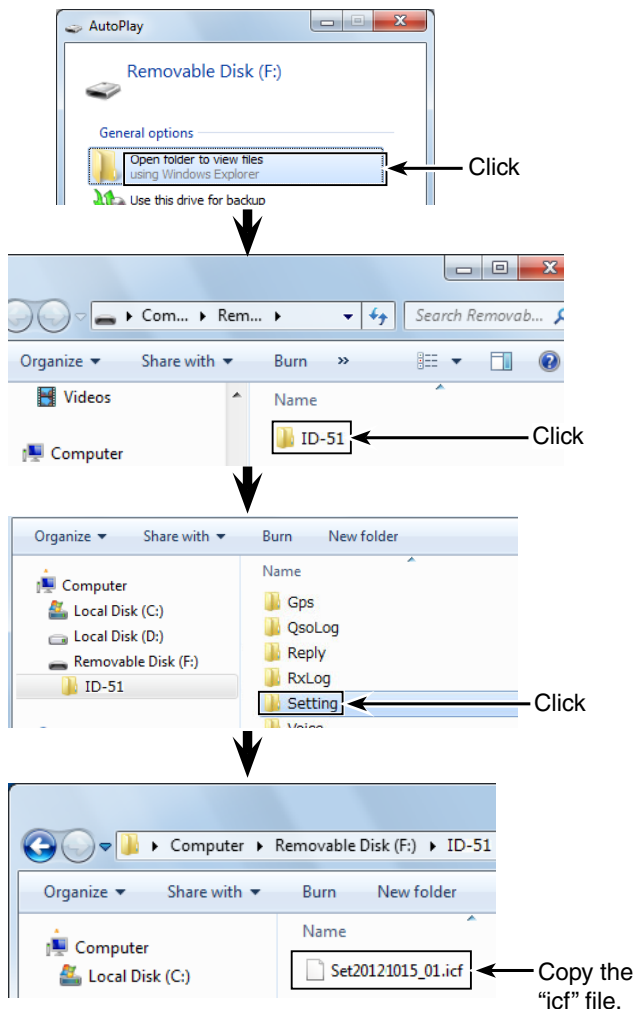 AutoPlay
Removable Disk (F:)
General options
Open folder to view files
using Windows Explorer
Click
Use this drive for backup
Com... Rem...
Search Removab...
Organize Share with Burn »
Videos
Name
ID-51
Click
Computer
Organize Share with Burn New folder
Name
Computer
Gps
Local Disk (C:)
QsoLog
Local Disk (D:)
Reply
Removable Disk (F:)
RxLog
ID-51
Setting
Click
Voice
Computer Removable Disk (F:) ID-51
Organize Share with Burn New folder
Name
Computer
Set20121015_01.icf
Local Disk (C:)
Copy the
“icf” file.